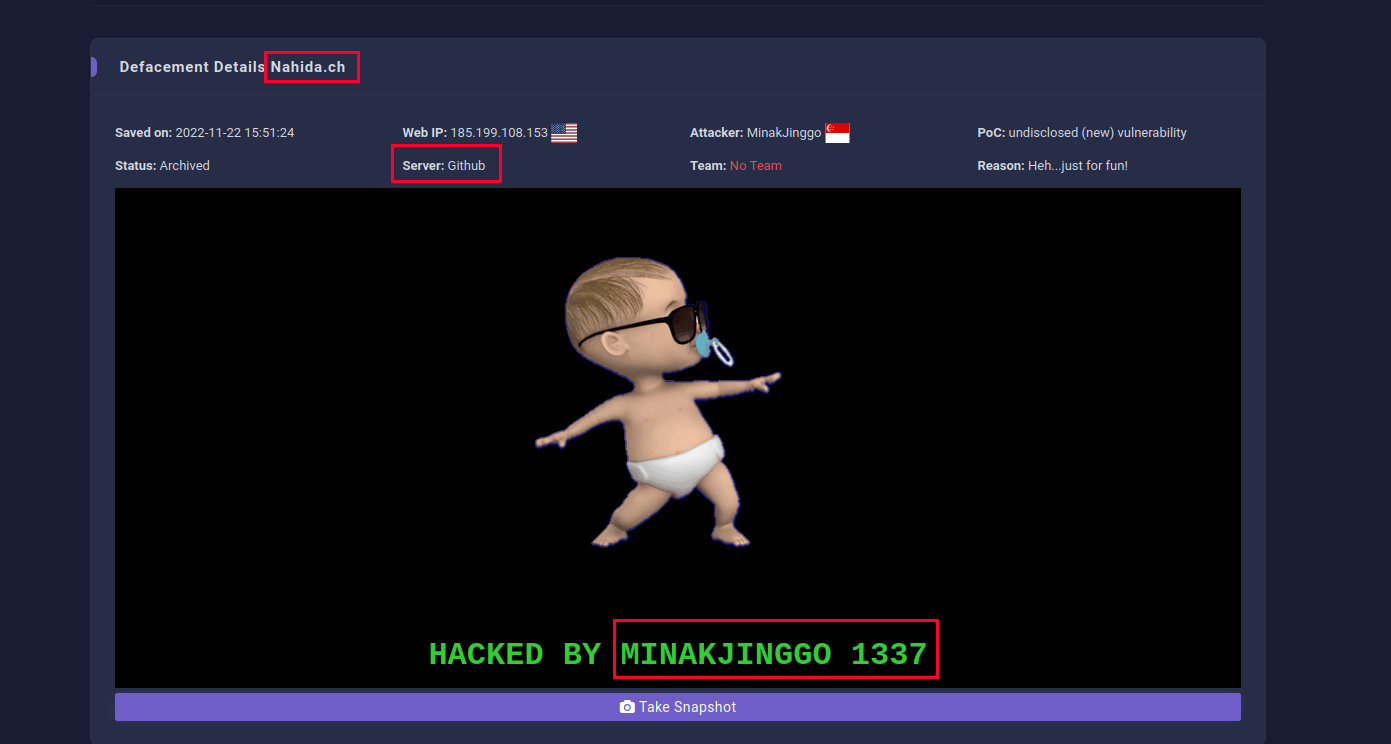 Defacement Details Nahida.ch
Saved on: 2022-11-22 15:51:24 Web IP: 185.199.108.153 Attacker: MinakJinggo PoC: undisclosed (new) vulnerability
Status: Archived Server: Github Team: No Team Reason: Heh...just for fun!
HACKED BY MINAKJINGGO 1337
Take Snapshot